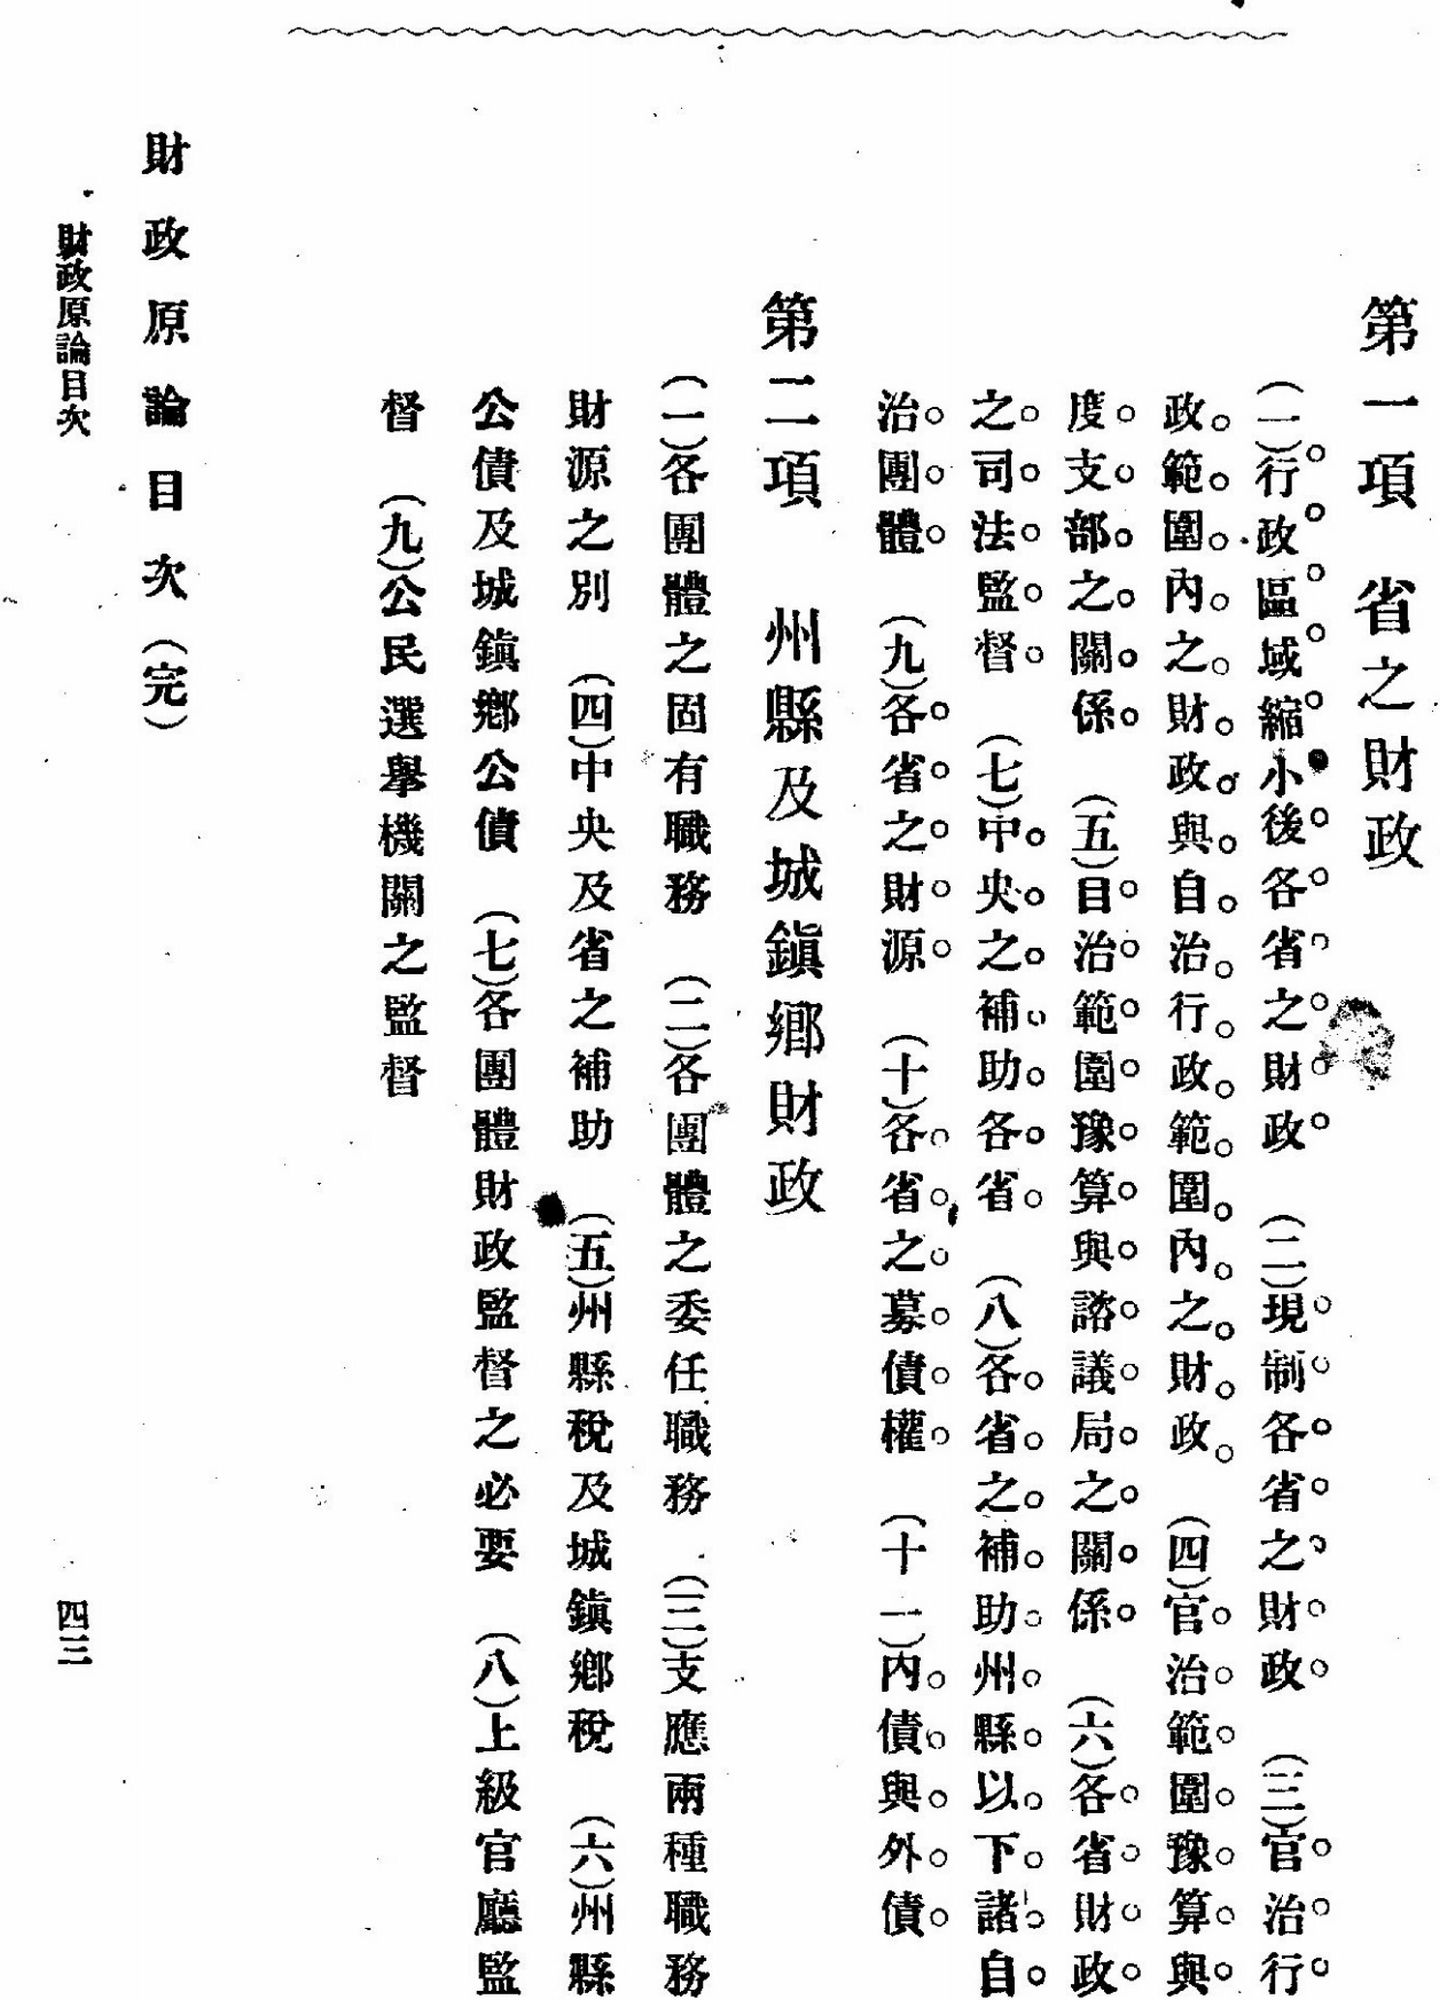 第一項　省之財政
（一）行政區域縮小後各省之財政　（二）現制各省之財政　（三）官治行
政範圍內之財政與自治行政範圍內之財政　（四）官治範圍豫算與
度支部之關係　（五）自治範圍豫算與諮議局之關係　（六）各省財政
之司法監督　（七）中央之補助各省　（八）各省之補助州縣以下諸自
治團體　（九）各省之財源　（十）各省之募債權　（十一）內債與外債
第二項　州縣及城鎮鄉財政
（一）各團體之固有職務　（二）各團體之委任職務　（三）支應兩種職務
財源之別　（四）中央及省之補助　（五）州縣稅及城鎮鄉稅　（六）州縣
公債及城鎮鄉公債　（七）各團體財政監督之必要　（八）上級官廳監
督　（九）公民選舉機關之監督
財政原論目次（完）
財政原論目次　四三